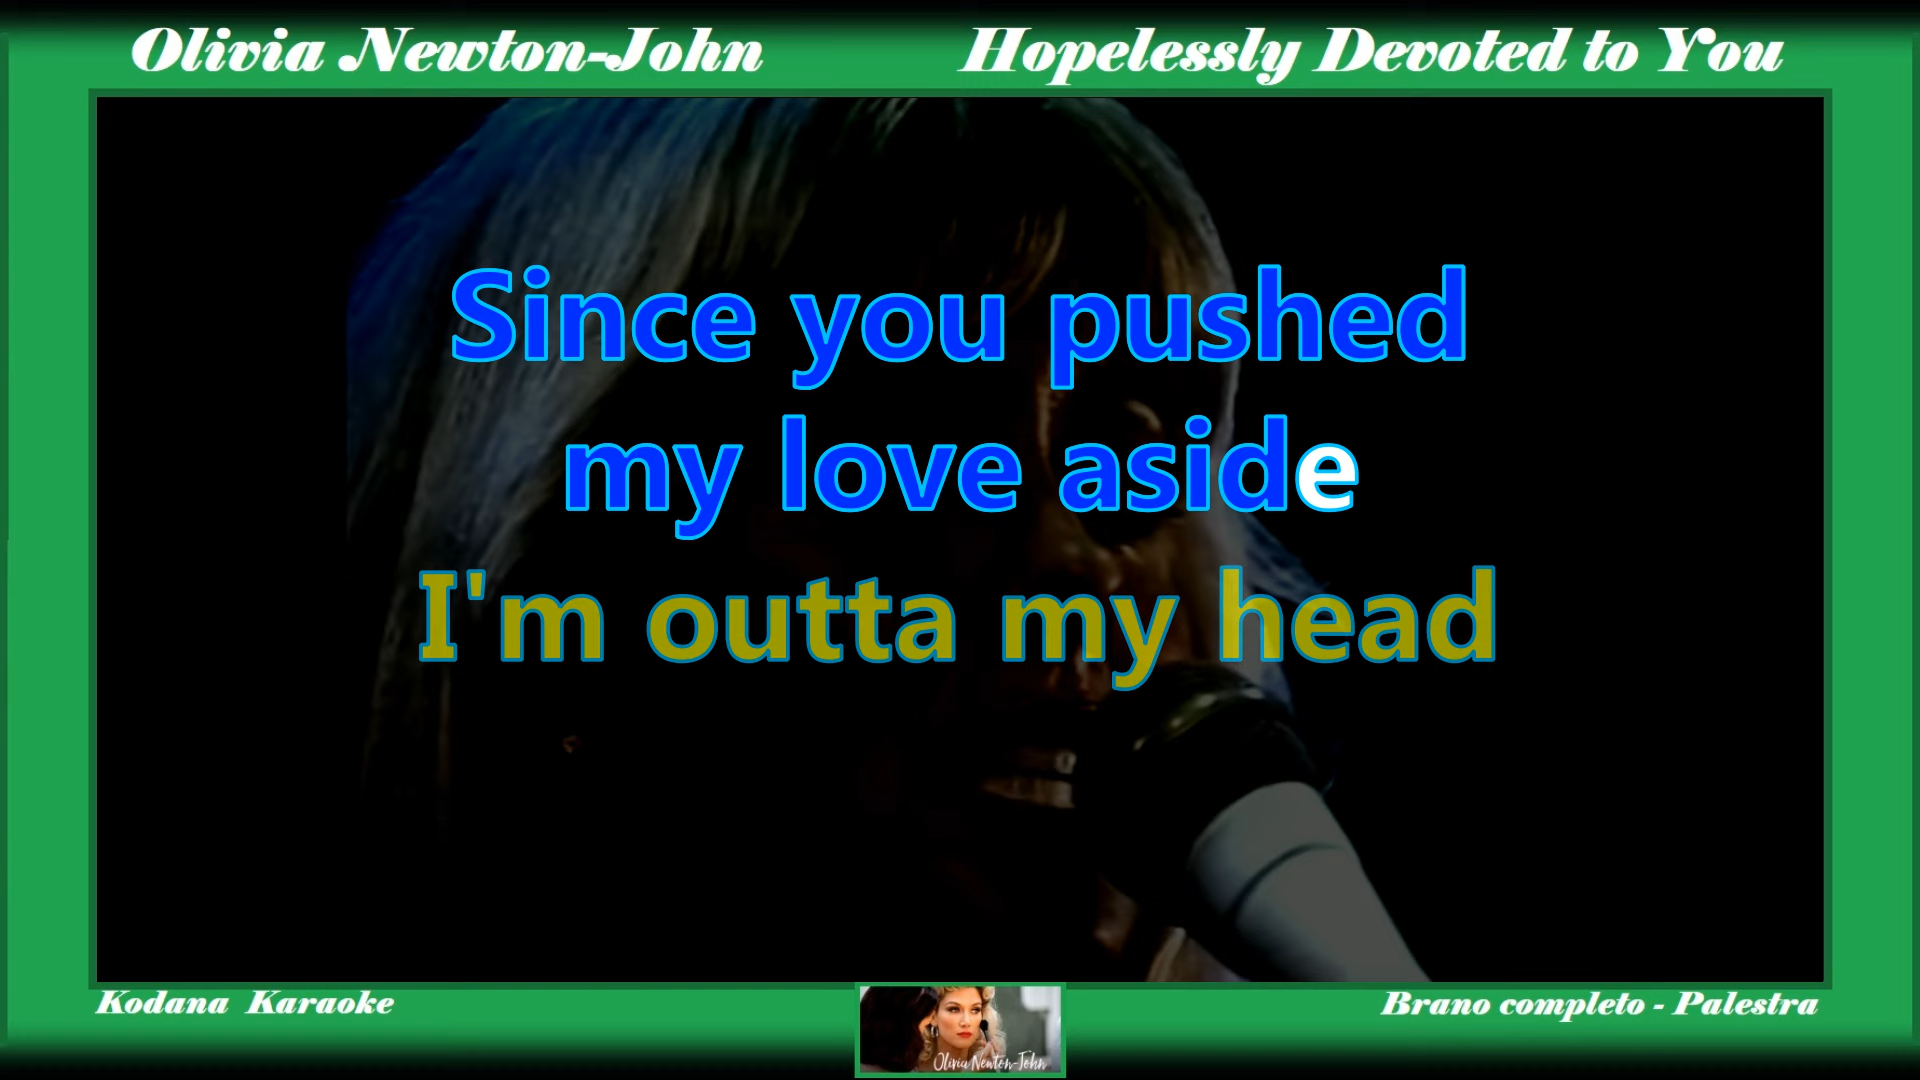 Olivia Newton-John
Hopelessly Devoted to You
Since you pushed
my love aside
I'm outta my head
Kodana Karaoke
Olivia Newton-John
Brano completo - Palestra